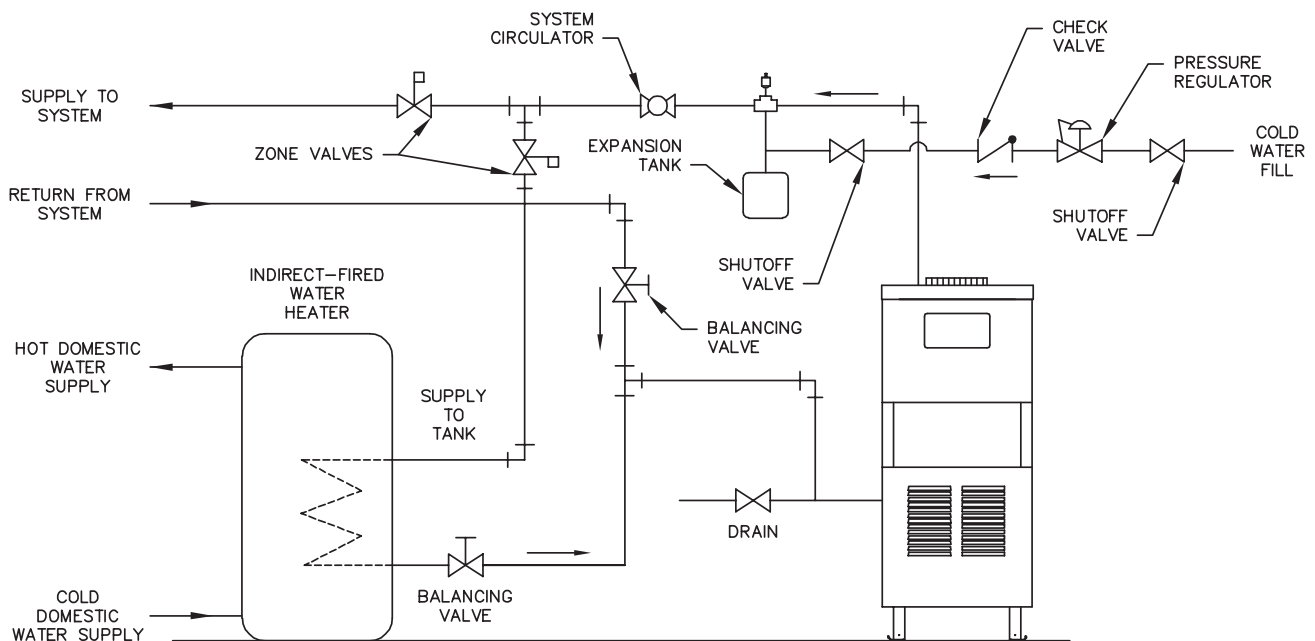 SYSTEM
CIRCULATOR
CHECK
VALVE
PRESSURE
REGULATOR
SUPPLY TO
SYSTEM
ZONE VALVES
EXPANSION
TANK
COLD
WATER
FILL
RETURN FROM
SYSTEM
SHUTOFF
VALVE
SHUTOFF
VALVE
INDIRECT-FIRED
WATER
HEATER
BALANCING
VALVE
HOT DOMESTIC
WATER
SUPPLY
SUPPLY
TO
TANK
DRAIN
BALANCING
VALVE
COLD
DOMESTIC
WATER SUPPLY